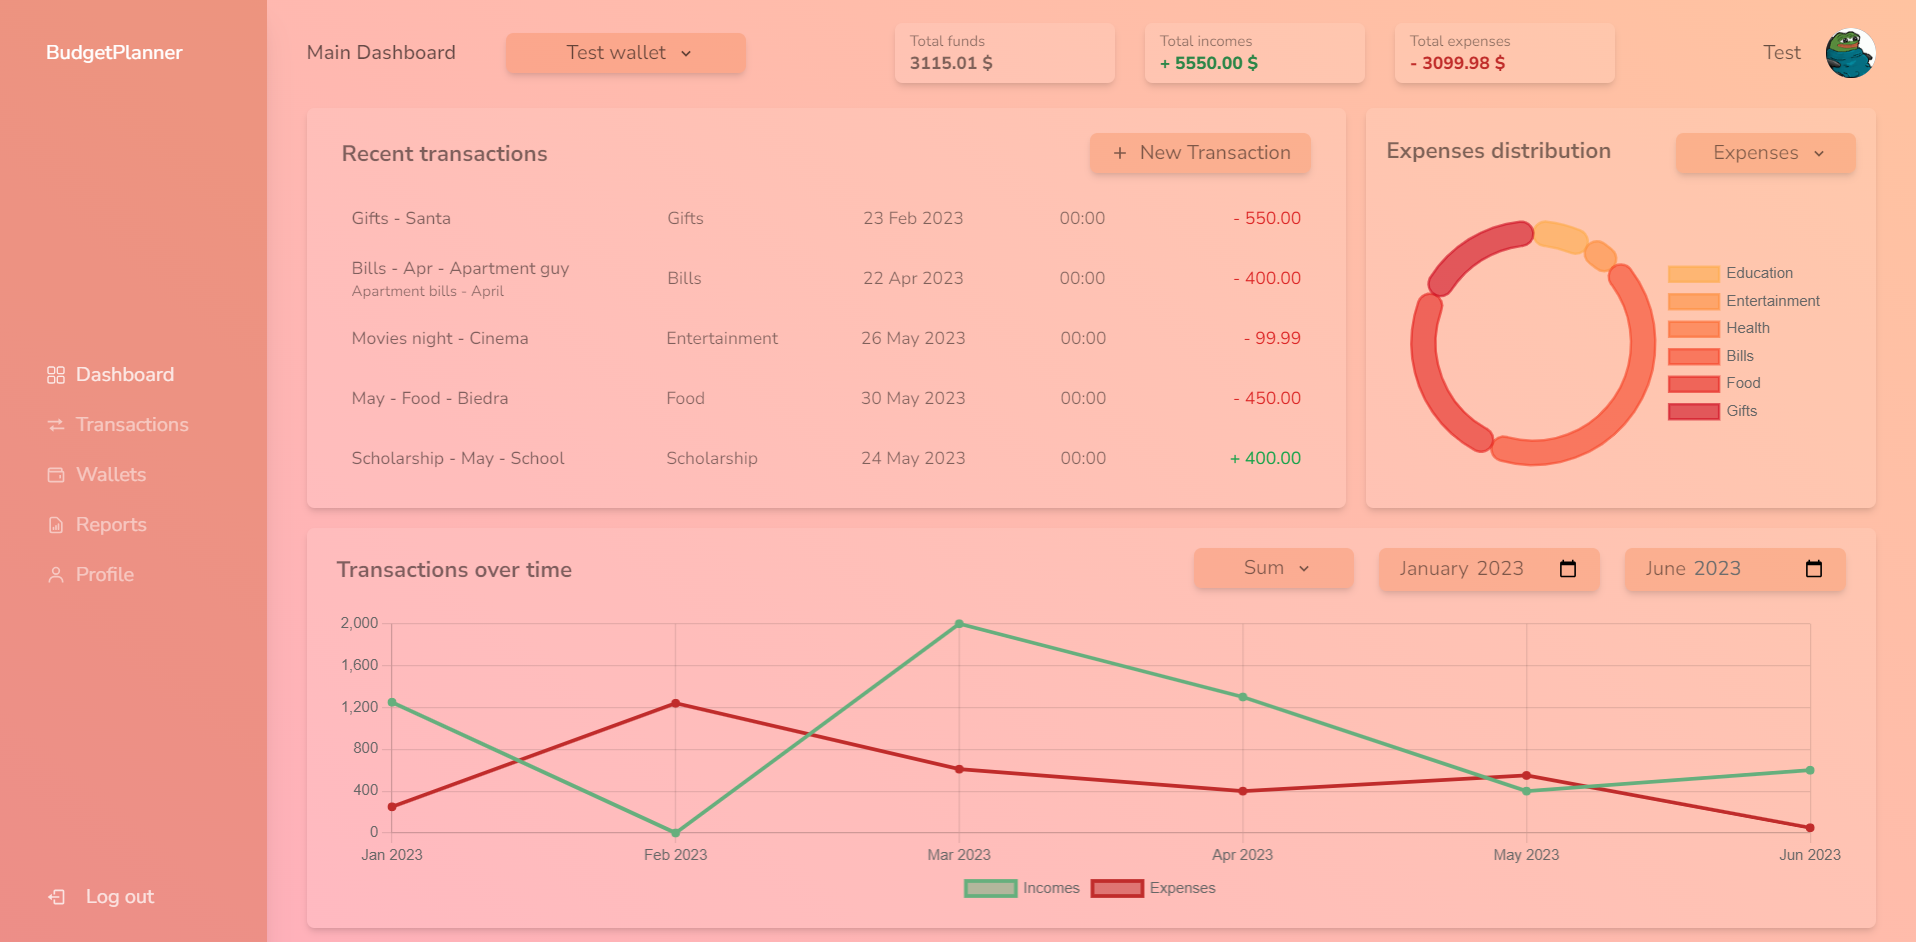 BudgetPlanner
Dashboard
Transactions
Wallets
Reports
Profile
Log out
Main Dashboard
Test wallet
Total funds
3115.01 $
Total incomes
+ 5550.00 $
Total expenses
- 3099.98 $
Test
Recent transactions
+ New Transaction
Gifts - Santa Gifts 23 Feb 2023 00:00 - 550.00
Bills - Apr - Apartment guy Bills 22 Apr 2023 00:00 - 400.00
Apartment bills - April
Movies night - Cinema Entertainment 26 May 2023 00:00 - 99.99
May - Food - Biedra Food 30 May 2023 00:00 - 450.00
Scholarship - May - School Scholarship 24 May 2023 00:00 + 400.00
Expenses distribution
Expenses
Education
Entertainment
Health
Bills
Food
Gifts
Transactions over time
Sum
January 2023
June 2023
2,000
1,600
1,200
800
400
0
Jan 2023 Feb 2023 Mar 2023 Apr 2023 May 2023 Jun 2023
Incomes Expenses